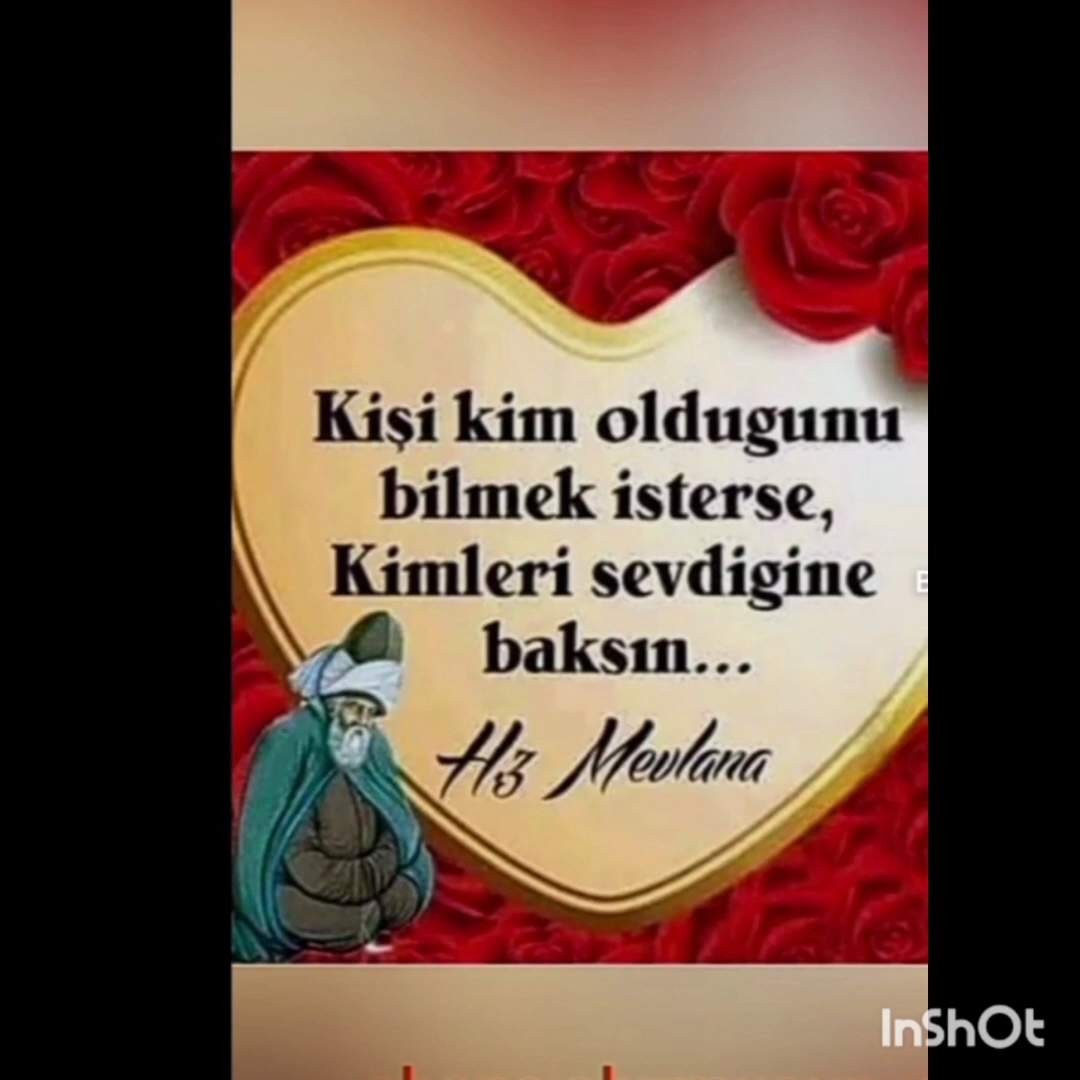 Kişi kim oldugunu
bilmek isterse,
Kimleri sevdigine
baksın...
Hz Mevlana
InShOt